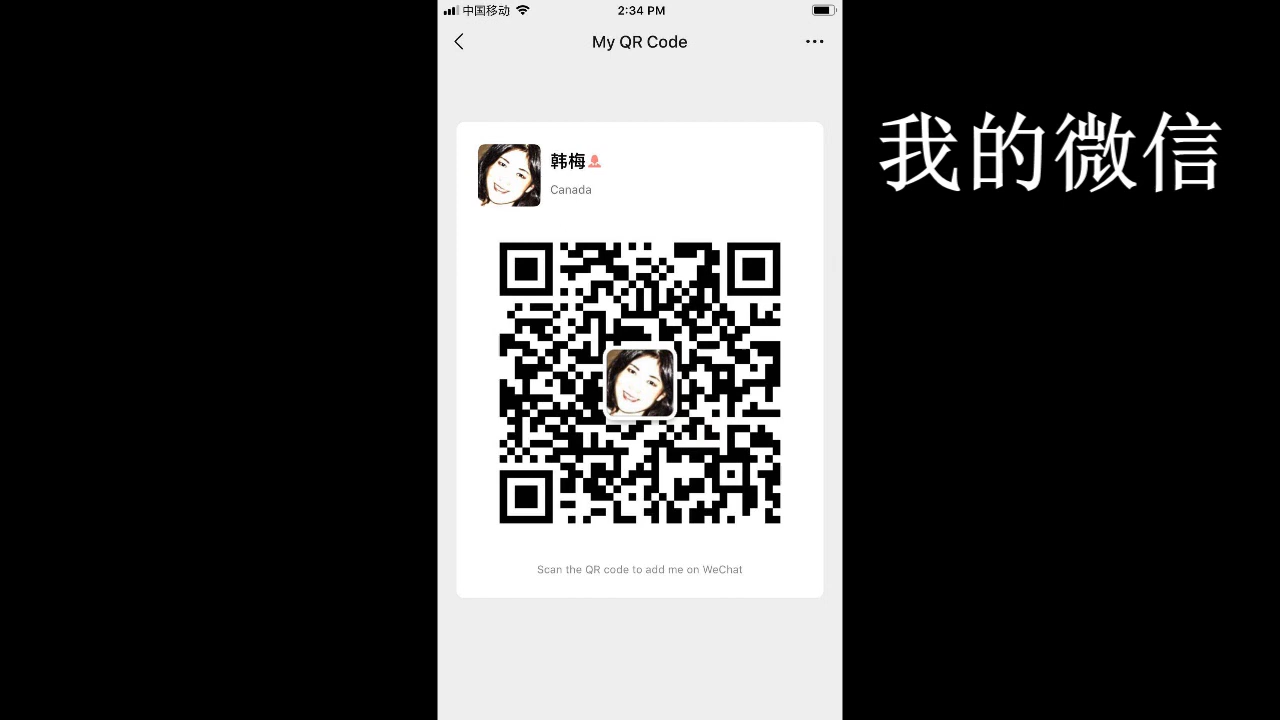 中国移动
2:34 PM
My QR Code
我的微信
韩梅
Canada
Scan the QR code to add me on WeChat